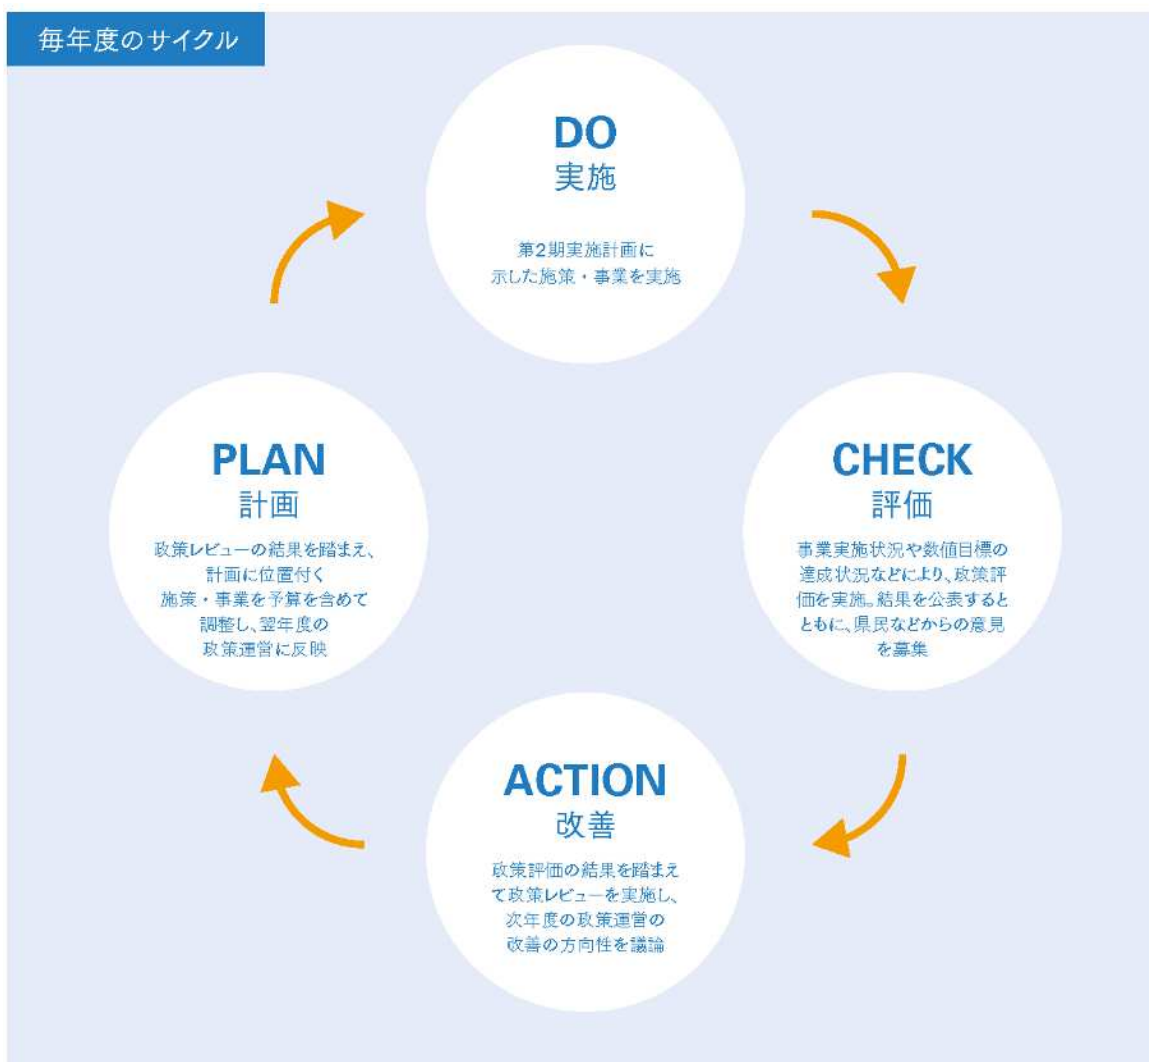 毎年度のサイクル
DO
実施
第2期実施計画に
示した施策・事業を実施
PLAN
計画
政策レビューの結果を踏まえ、
計画に位置付く
施策・事業を予算を含めて
調整し、翌年度の
政策運営に反映
CHECK
評価
事業実施状況や数値目標の
達成状況などにより、政策評
価を実施。結果を公表すると
ともに、県民などからの意見
を募集
ACTION
改善
政策評価の結果を踏まえ
て政策レビューを実施し、
次年度の政策運営の
改善の方向性を議論